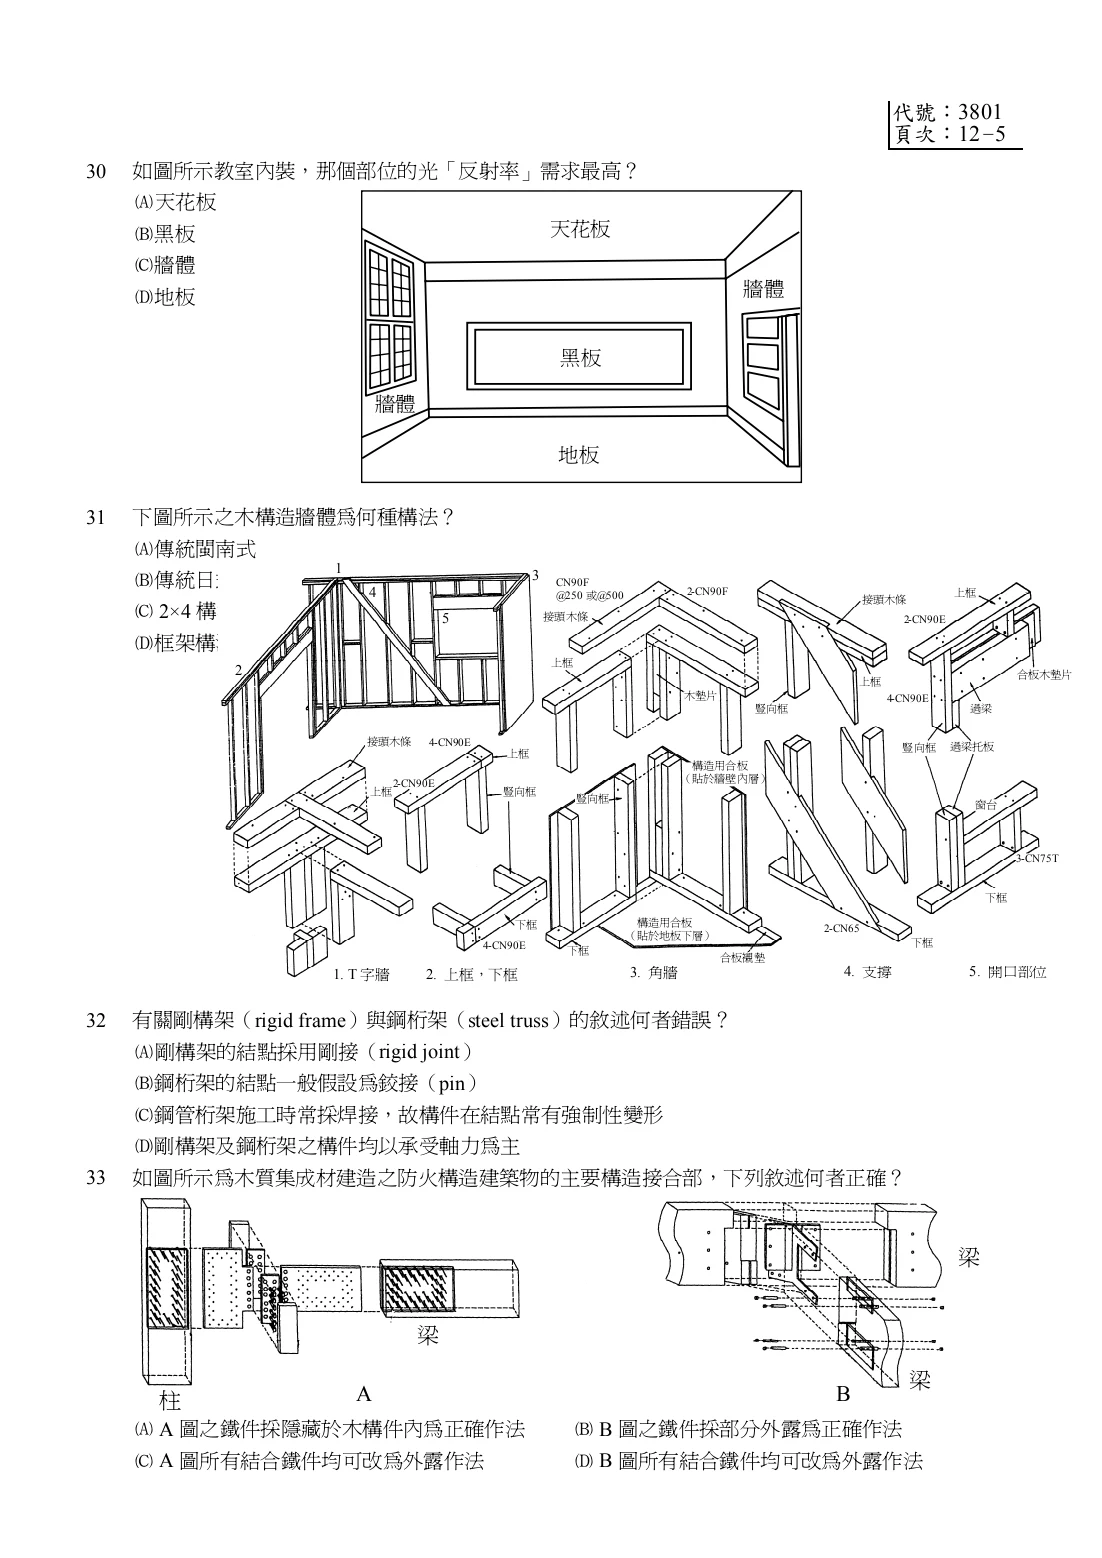 代號：3801
頁次：12－5
30 如圖所示教室內裝，那個部位的光「反射率」需求最高？
(A)天花板
(B)黑板
(C)牆體
(D)地板
天花板
牆體
黑板
牆體
地板
31 下圖所示之木構造牆體為何種構法？
(A)傳統閩南式
(B)傳統日
(C) 2×4 構
(D)框架構
1
2
3
4
5
接頭木條
上框
2-CN90E
4-CN90E
上框
豎向框
下框
4-CN90E
1. T 字牆
2. 上框，下框
CN90F
@250 或@500
2-CN90F
接頭木條
上框
木墊片
構造用合板
（貼於牆壁內層）
豎向框
構造用合板
（貼於地板下層）
下框
合板襯墊
3. 角牆
接頭木條
上框
豎向框
2-CN65
下框
4. 支撐
上框
2-CN90E
合板木墊片
4-CN90E
過梁
豎向框
過梁托板
窗台
3-CN75T
下框
5. 開口部位
32 有關剛構架（rigid frame）與鋼桁架（steel truss）的敘述何者錯誤？
(A)剛構架的結點採用剛接（rigid joint）
(B)鋼桁架的結點一般假設為鉸接（pin）
(C)鋼管桁架施工時常採焊接，故構件在結點常有強制性變形
(D)剛構架及鋼桁架之構件均以承受軸力為主
33 如圖所示為木質集成材建造之防火構造建築物的主要構造接合部，下列敘述何者正確？
柱
梁
A
梁
梁
B
(A) A 圖之鐵件採隱藏於木構件內為正確作法
(B) B 圖之鐵件採部分外露為正確作法
(C) A 圖所有結合鐵件均可改為外露作法
(D) B 圖所有結合鐵件均可改為外露作法